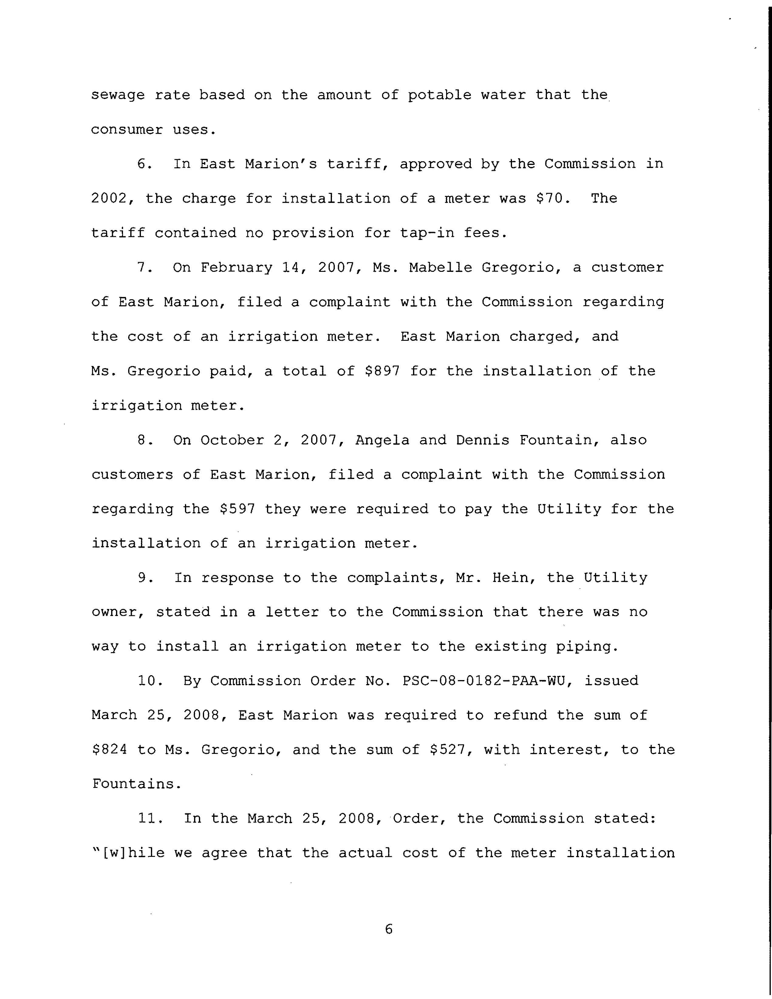 sewage rate based on the amount of potable water that the
consumer uses.
6. In East Marion's tariff, approved by the Commission in
2002, the charge for installation of a meter was $70. The
tariff contained no provision for tap-in fees.
7. On February 14, 2007, Ms. Mabelle Gregorio, a customer
of East Marion, filed a complaint with the Commission regarding
the cost of an irrigation meter. East Marion charged, and
Ms. Gregorio paid, a total of $897 for the installation of the
irrigation meter.
8. On October 2, 2007, Angela and Dennis Fountain, also
customers of East Marion, filed a complaint with the Commission
regarding the $597 they were required to pay the Utility for the
installation of an irrigation meter.
9. In response to the complaints, Mr. Hein, the Utility
owner, stated in a letter to the Commission that there was no
way to install an irrigation meter to the existing piping.
10. By Commission Order No. PSC-08-0182-PAA-WU, issued
March 25, 2008, East Marion was required to refund the sum of
$824 to Ms. Gregorio, and the sum of $527, with interest, to the
Fountains.
11. In the March 25, 2008, Order, the Commission stated:
"[w]hile we agree that the actual cost of the meter installation
6